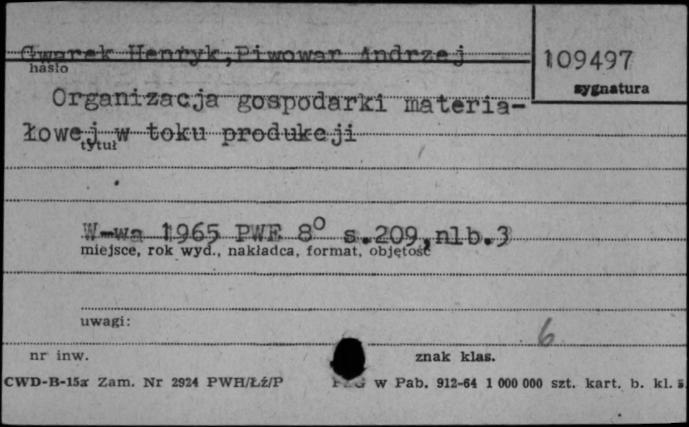 Gwarek Henryk, Piwowar Andrzej
hasło
109497
sygnatura
Organizacja gospodarki materia-
łowej w toku produkcji
tytuł
W-wa 1965 PWE 8° s.209,nlb.3
miejsce, rok wyd., nakładca, format, objętość
uwagi:
6
nr inw.
znak klas.
CWD-B-15a Zam. Nr 2924 PWH/Łź/P
w Pab. 912-64 1 000 000 szt. kart. b. kl.